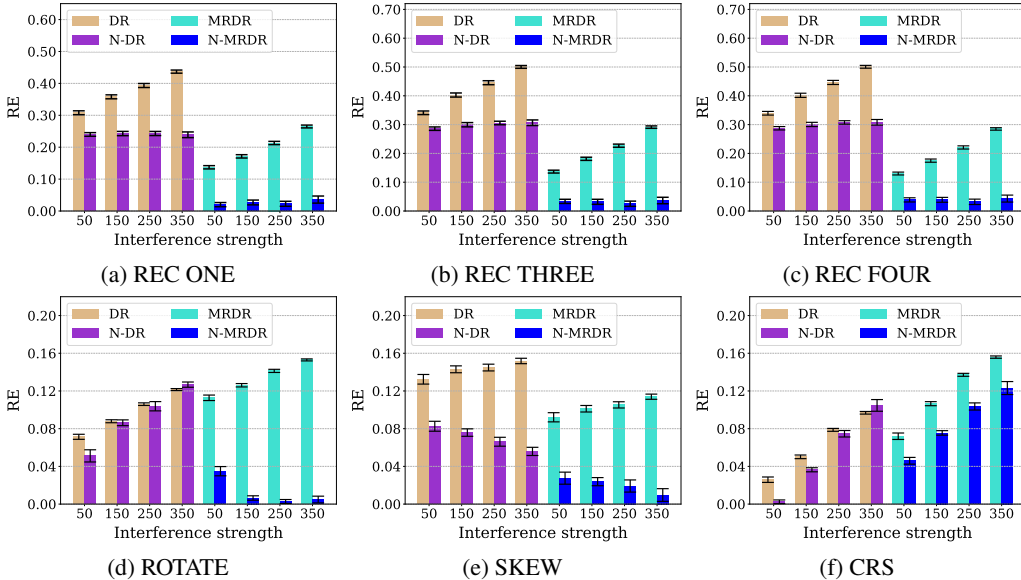 DR
N-DR
MRDR
N-MRDR
0.60
0.50
0.40
0.30
0.20
0.10
0.00
RE
50 150 250 350 50 150 250 350
Interference strength
(a) REC ONE
DR
N-DR
MRDR
N-MRDR
0.70
0.60
0.50
0.40
0.30
0.20
0.10
0.00
RE
50 150 250 350 50 150 250 350
Interference strength
(b) REC THREE
DR
N-DR
MRDR
N-MRDR
0.70
0.60
0.50
0.40
0.30
0.20
0.10
0.00
RE
50 150 250 350 50 150 250 350
Interference strength
(c) REC FOUR
DR
N-DR
MRDR
N-MRDR
0.20
0.16
0.12
0.08
0.04
0.00
RE
50 150 250 350 50 150 250 350
Interference strength
(d) ROTATE
DR
N-DR
MRDR
N-MRDR
0.20
0.16
0.12
0.08
0.04
0.00
RE
50 150 250 350 50 150 250 350
Interference strength
(e) SKEW
DR
N-DR
MRDR
N-MRDR
0.20
0.16
0.12
0.08
0.04
0.00
RE
50 150 250 350 50 150 250 350
Interference strength
(f) CRS